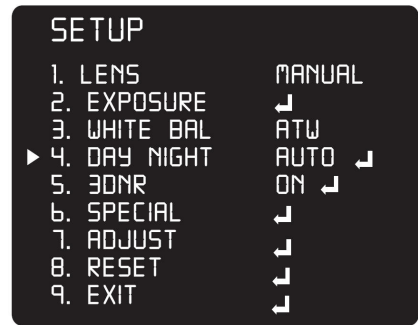 SETUP
1. LENS MANUAL
2. EXPOSURE ↵
3. WHITE BAL ATW
▶ 4. DAY NIGHT AUTO ↵
5. 3DNR ON ↵
6. SPECIAL ↵
7. ADJUST ↵
8. RESET ↵
9. EXIT ↵